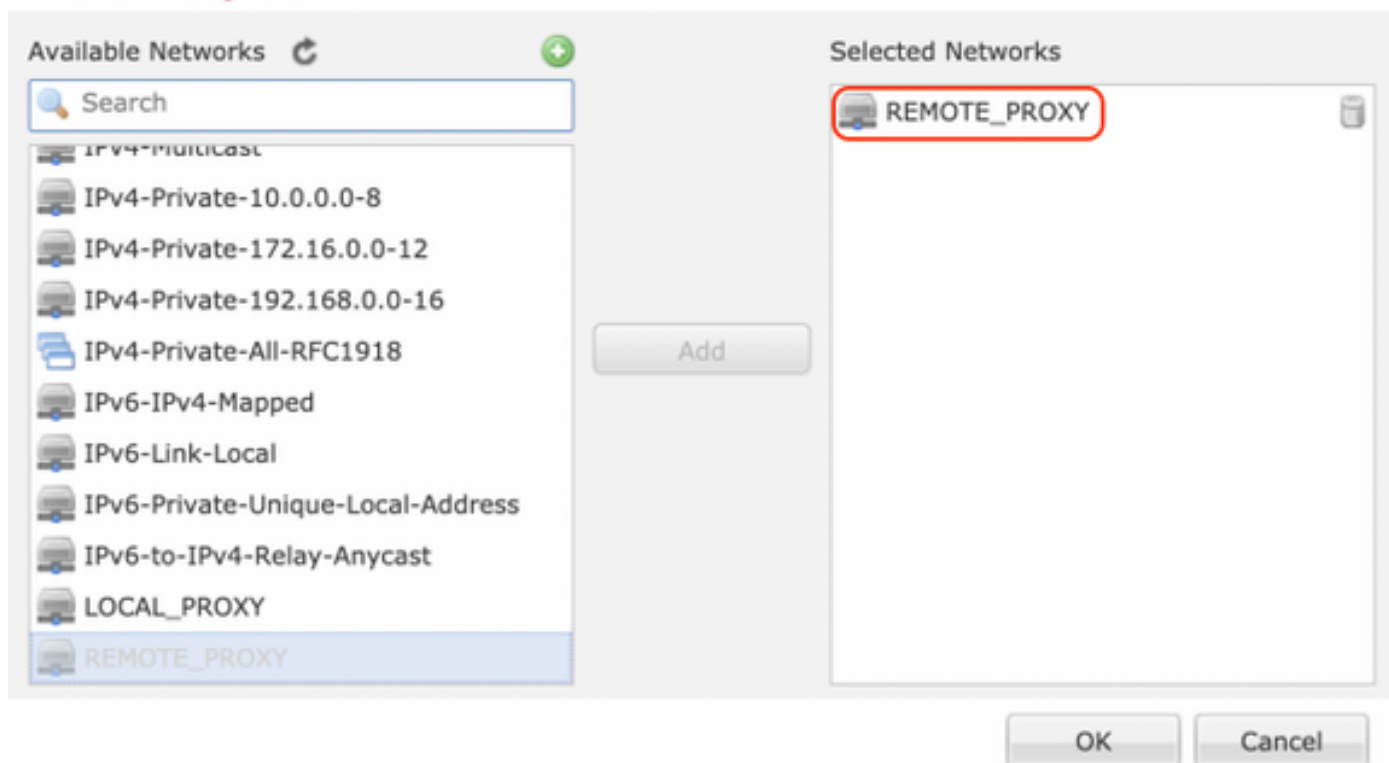 Available Networks
Selected Networks
Search
REMOTE_PROXY
IPv4-Multicast
IPv4-Private-10.0.0.0-8
IPv4-Private-172.16.0.0-12
IPv4-Private-192.168.0.0-16
IPv4-Private-All-RFC1918
Add
IPv6-IPv4-Mapped
IPv6-Link-Local
IPv6-Private-Unique-Local-Address
IPv6-to-IPv4-Relay-Anycast
LOCAL_PROXY
REMOTE_PROXY
OK
Cancel